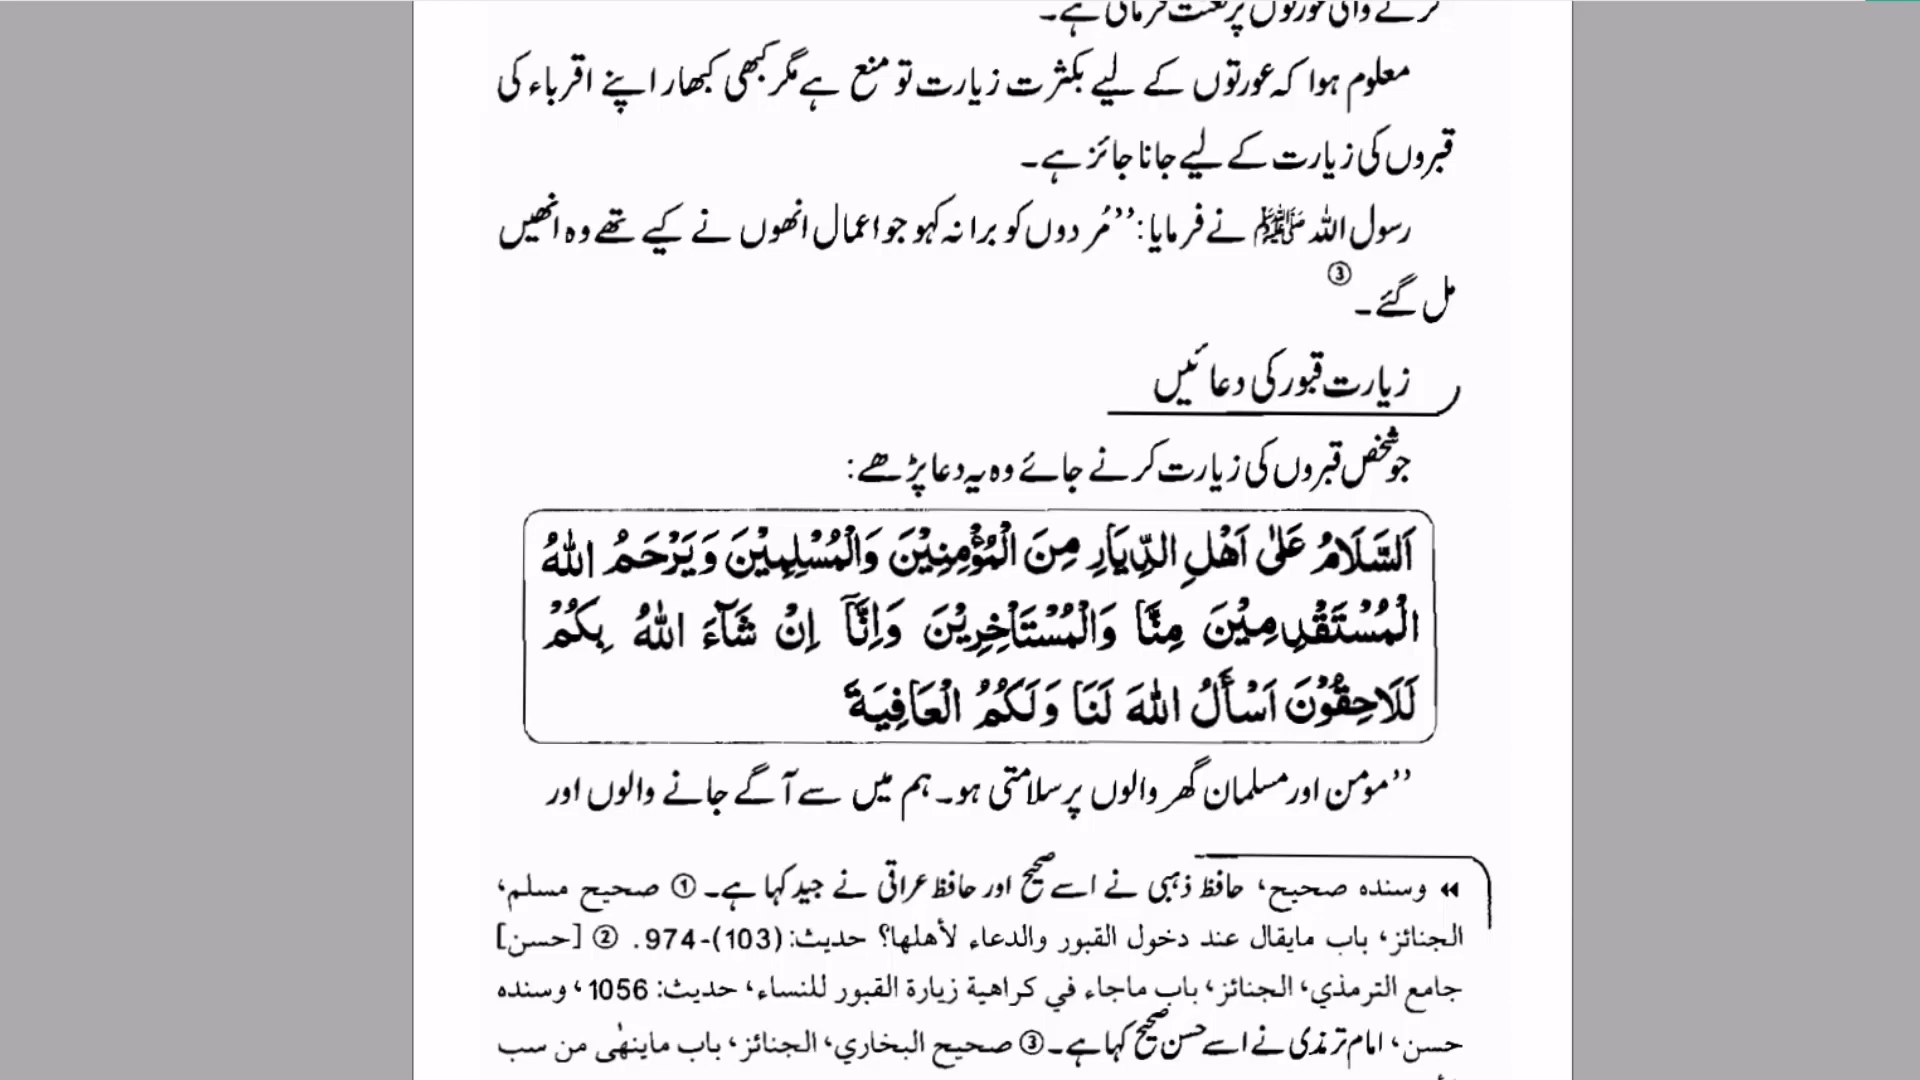 کرنے والی عورتوں پر لعنت فرمائی ہے۔
معلوم ہوا کہ عورتوں کے لیے بکثرت زیارت تو منع ہے مگر کبھی کبھار اپنے اقرباء کی
قبروں کی زیارت کے لیے جانا جائز ہے۔
رسول اللہ ﷺ نے فرمایا: ’’مُردوں کو برا نہ کہو جو اعمال انھوں نے کیے تھے وہ انھیں
مل گئے۔ ③
زیارت قبور کی دعائیں
جو شخص قبروں کی زیارت کرنے جائے وہ یہ دعا پڑھے:
اَلسَّلَامُ عَلٰی اَهْلِ الدِّيَارِ مِنَ الْمُؤْمِنِيْنَ وَالْمُسْلِمِيْنَ وَيَرْحَمُ اللّٰهُ
الْمُسْتَقْدِمِيْنَ مِنَّا وَالْمُسْتَاْخِرِيْنَ وَاِنَّآ اِنْ شَآءَ اللّٰهُ بِكُمْ
لَلَاحِقُوْنَ اَسْأَلُ اللّٰهَ لَنَا وَلَكُمُ الْعَافِيَةَ
’’مومن اور مسلمان گھر والوں پر سلامتی ہو۔ ہم میں سے آگے جانے والوں اور
◂◂ وسنده صحيح، حافظ ذہبی نے اسے صحیح اور حافظ عراقی نے جید کہا ہے۔ ① صحيح مسلم،
الجنائز، باب مايقال عند دخول القبور والدعاء لأهلها؟ حديث: (103)-974. ② [حسن]
جامع الترمذي، الجنائز، باب ماجاء في كراهية زيارة القبور للنساء، حديث: 1056، وسنده
حسن، امام ترمذی نے اسے حسن صحیح کہا ہے۔ ③ صحيح البخاري، الجنائز، باب ماينهٰى من سب